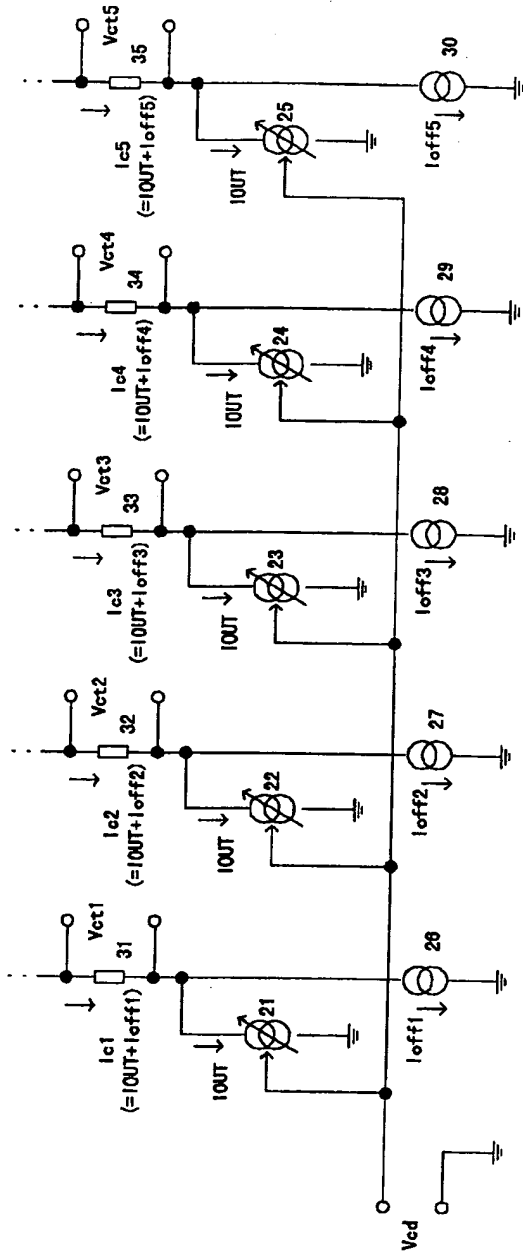 Vct1
31
Ic1
(=IOUT+Ioff1)
IOUT
21
26
Ioff1
Vct2
32
Ic2
(=IOUT+Ioff2)
IOUT
22
27
Ioff2
Vct3
33
Ic3
(=IOUT+Ioff3)
IOUT
23
28
Ioff3
Vct4
34
Ic4
(=IOUT+Ioff4)
IOUT
24
29
Ioff4
Vct5
35
Ic5
(=IOUT+Ioff5)
IOUT
25
30
Ioff5
Vcd